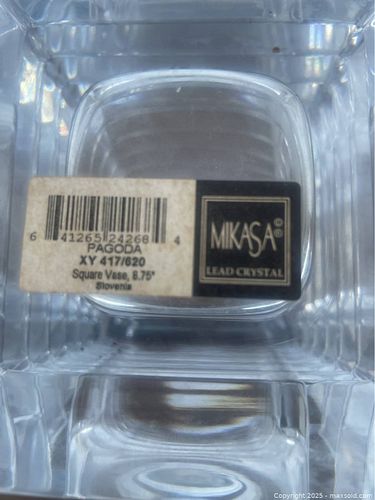 6 41265 24268 4
PAGODA
XY 417/620
Square Vase, 8.75"
Slovenia
MIKASA©®
LEAD CRYSTAL
Copyright 2025 - maxsold.com